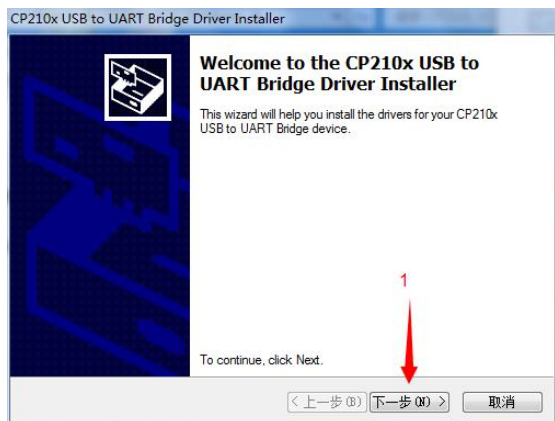 CP210x USB to UART Bridge Driver Installer
Welcome to the CP210x USB to
UART Bridge Driver Installer
This wizard will help you install the drivers for your CP210x
USB to UART Bridge device.
1
To continue, click Next.
< 上一步(B) 下一步(N) > 取消